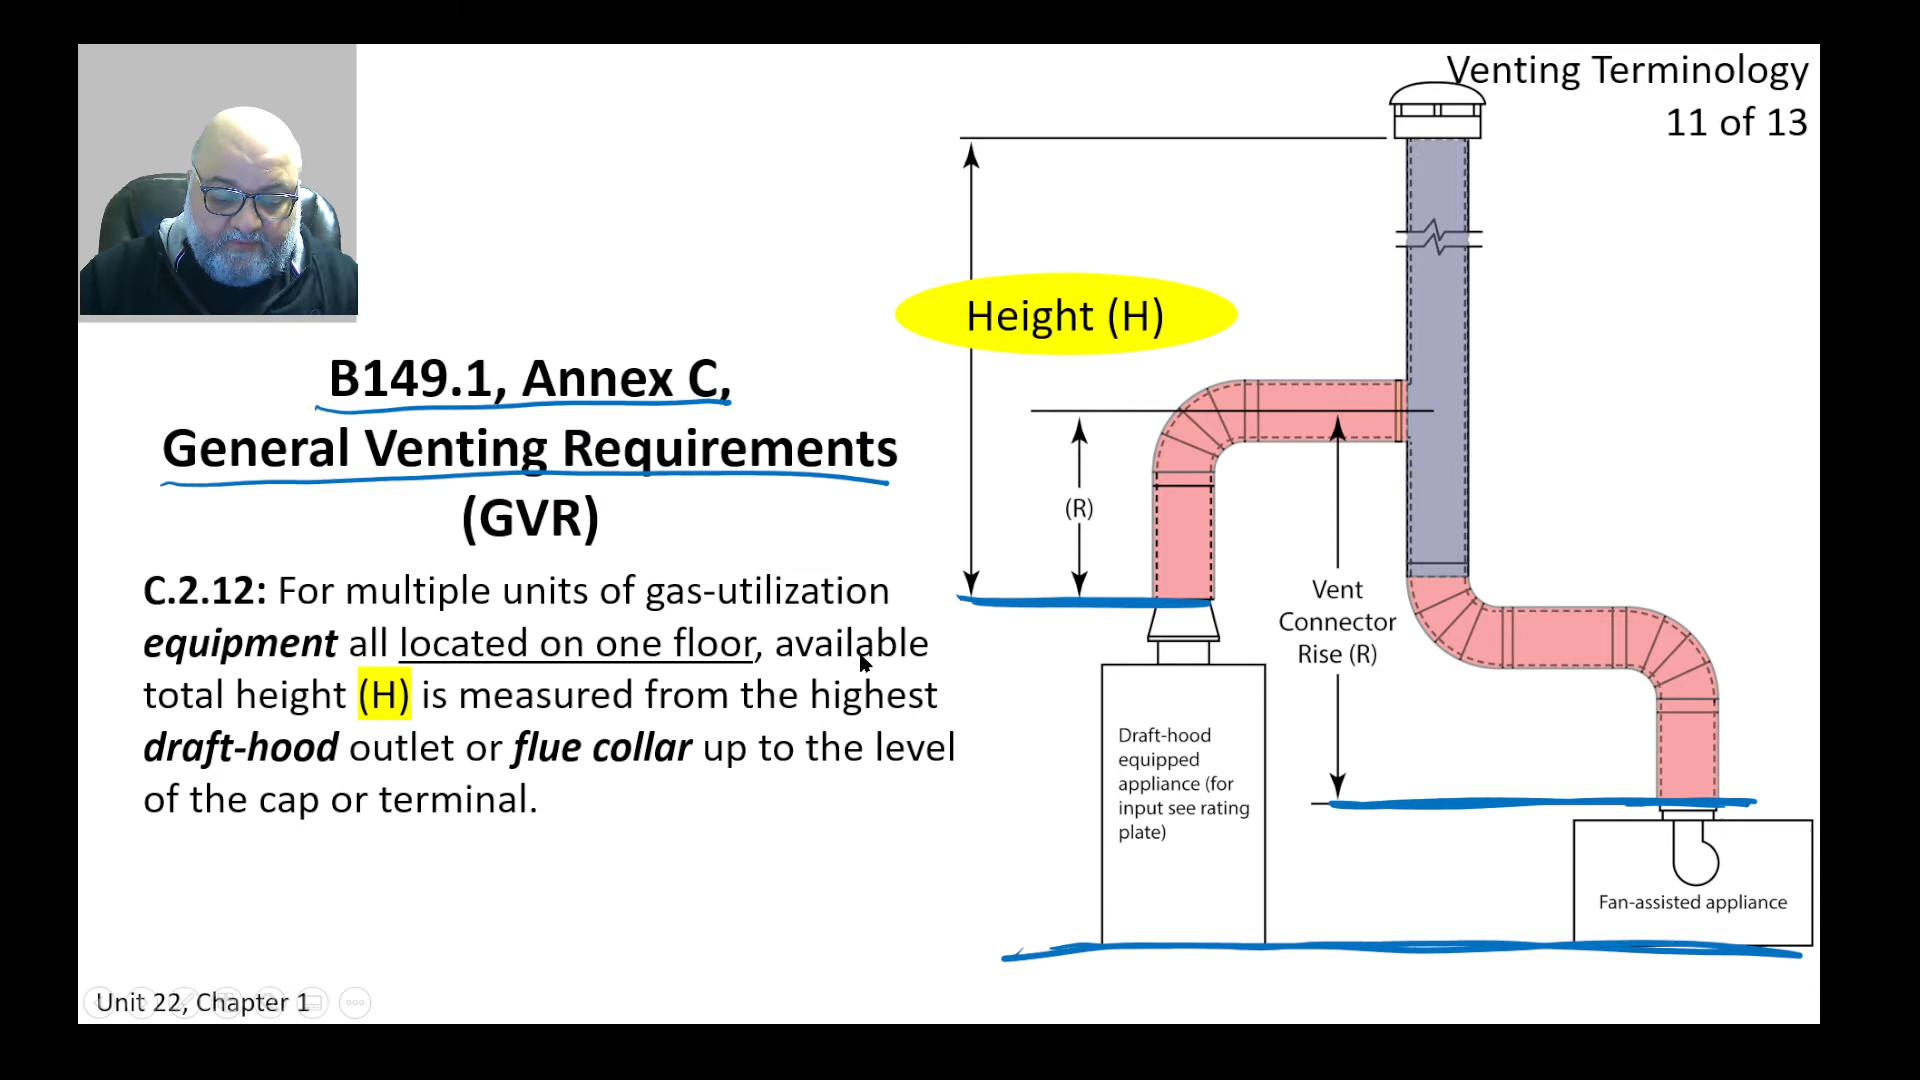 Venting Terminology
11 of 13
Height (H)
B149.1, Annex C,
General Venting Requirements
(GVR)
C.2.12: For multiple units of gas-utilization
equipment all located on one floor, available
total height (H) is measured from the highest
draft-hood outlet or flue collar up to the level
of the cap or terminal.
(R)
Vent
Connector
Rise (R)
Draft-hood
equipped
appliance (for
input see rating
plate)
Fan-assisted appliance
Unit 22, Chapter 1